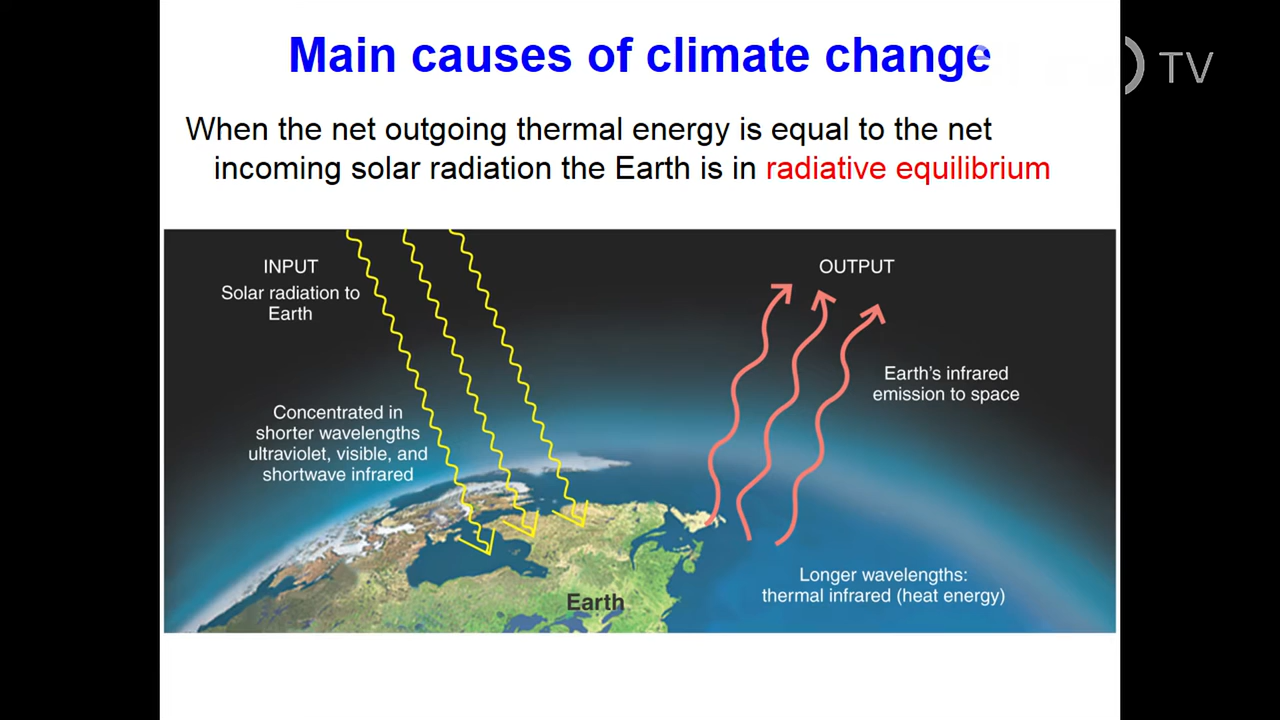 Main causes of climate change
TV
When the net outgoing thermal energy is equal to the net
incoming solar radiation the Earth is in radiative equilibrium
INPUT
Solar radiation to
Earth
OUTPUT
Earth's infrared
emission to space
Concentrated in
shorter wavelengths
ultraviolet, visible, and
shortwave infrared
Longer wavelengths:
thermal infrared (heat energy)
Earth